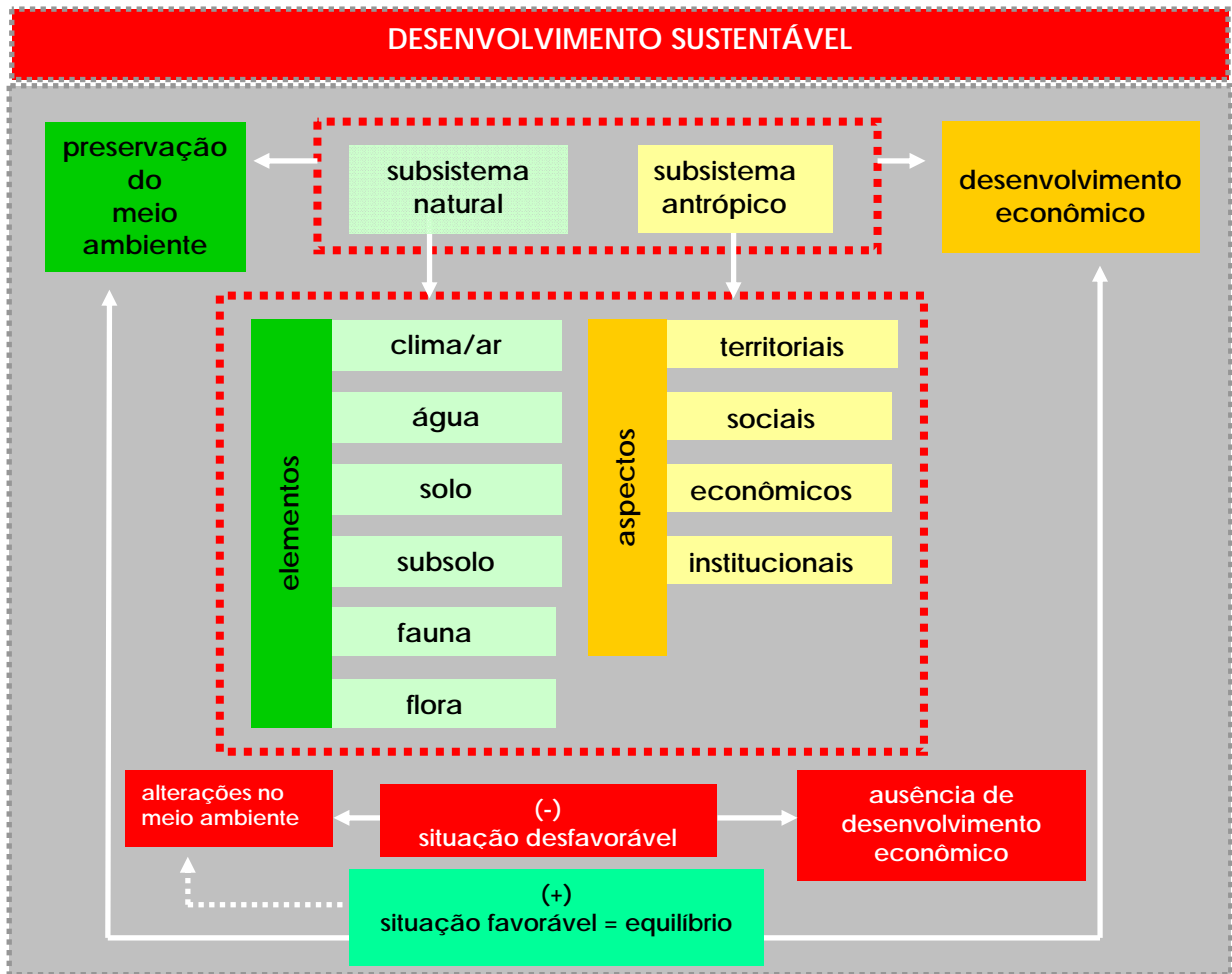 DESENVOLVIMENTO SUSTENTÁVEL
preservação
do
meio
ambiente
subsistema
natural
subsistema
antrópico
desenvolvimento
econômico
elementos
clima/ar
água
solo
subsolo
fauna
flora
aspectos
territoriais
sociais
econômicos
institucionais
alterações no
meio ambiente
(-)
situação desfavorável
ausência de
desenvolvimento
econômico
(+)
situação favorável = equilíbrio